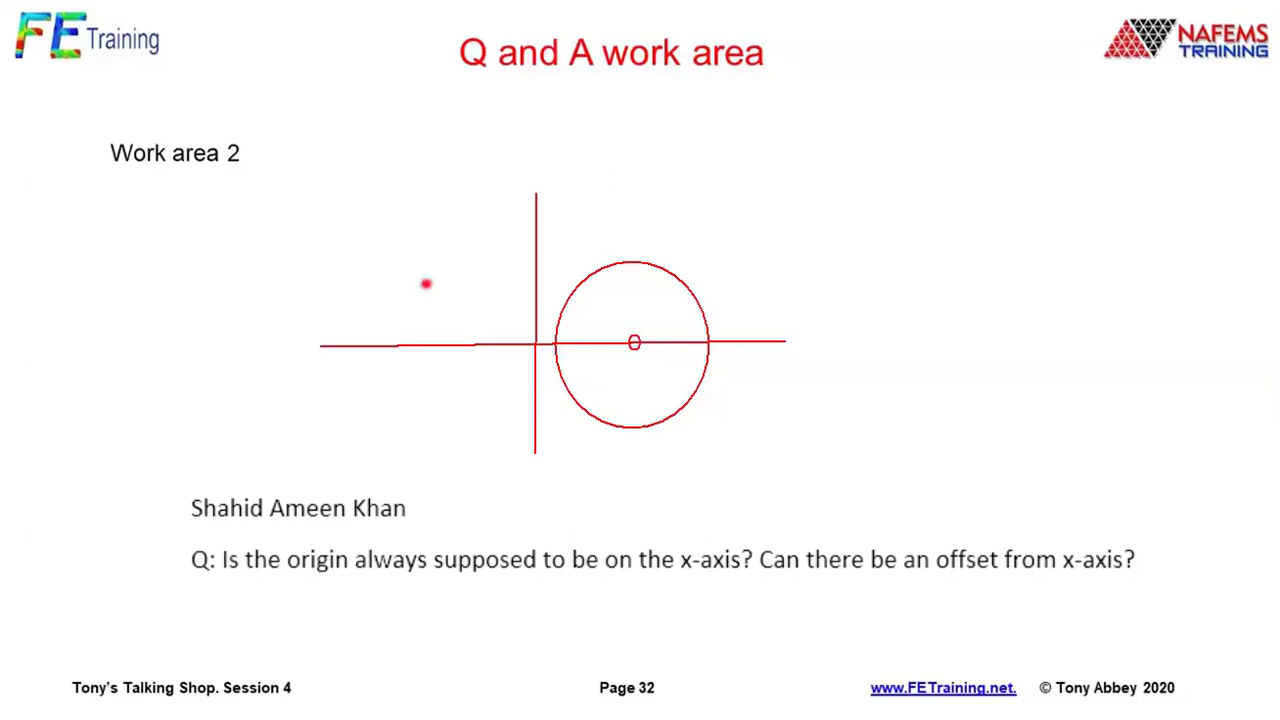 FE Training
Q and A work area
NAFEMS
TRAINING
Work area 2
Shahid Ameen Khan
Q: Is the origin always supposed to be on the x-axis? Can there be an offset from x-axis?
Tony's Talking Shop. Session 4 Page 32 www.FETraining.net. © Tony Abbey 2020